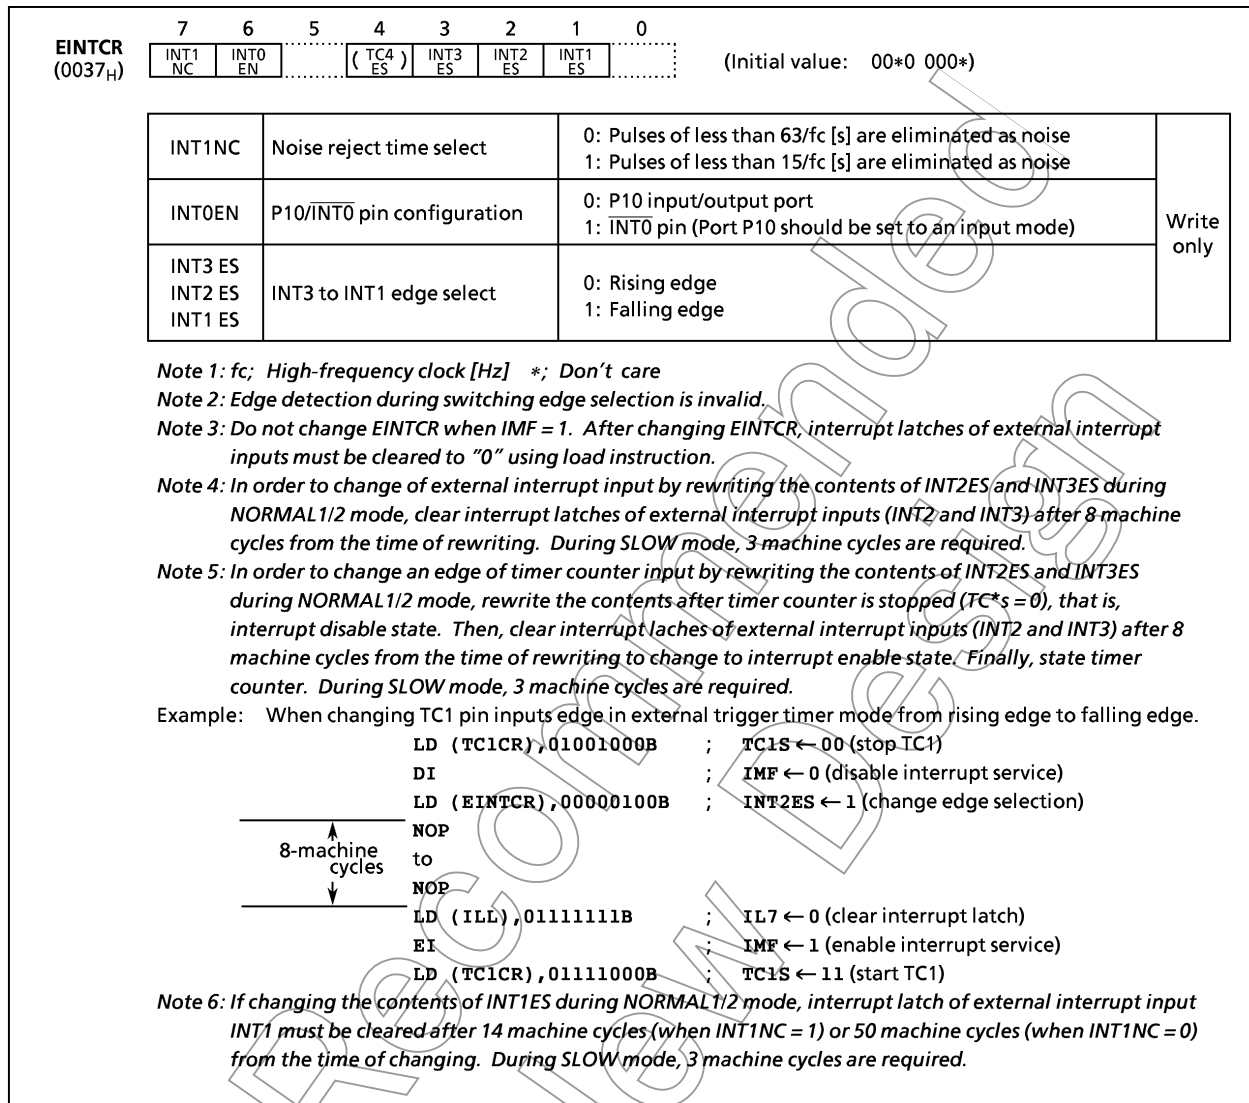 7 6 5 4 3 2 1 0
EINTCR (0037H) INT1 NC INT0 EN ( TC4 ES ) INT3 ES INT2 ES INT1 ES (Initial value: 00*0 000*)
INT1NC Noise reject time select 0: Pulses of less than 63/fc [s] are eliminated as noise
1: Pulses of less than 15/fc [s] are eliminated as noise
INT0EN P10/INT0 pin configuration 0: P10 input/output port
1: INT0 pin (Port P10 should be set to an input mode)
INT3 ES
INT2 ES
INT1 ES
INT3 to INT1 edge select
0: Rising edge
1: Falling edge
Write only
Note 1: fc; High-frequency clock [Hz] *; Don't care
Note 2: Edge detection during switching edge selection is invalid.
Note 3: Do not change EINTCR when IMF = 1. After changing EINTCR, interrupt latches of external interrupt
inputs must be cleared to "0" using load instruction.
Note 4: In order to change of external interrupt input by rewriting the contents of INT2ES and INT3ES during
NORMAL1/2 mode, clear interrupt latches of external interrupt inputs (INT2 and INT3) after 8 machine
cycles from the time of rewriting. During SLOW mode, 3 machine cycles are required.
Note 5: In order to change an edge of timer counter input by rewriting the contents of INT2ES and INT3ES
during NORMAL1/2 mode, rewrite the contents after timer counter is stopped (TC*s = 0), that is,
interrupt disable state. Then, clear interrupt laches of external interrupt inputs (INT2 and INT3) after 8
machine cycles from the time of rewriting to change to interrupt enable state. Finally, state timer
counter. During SLOW mode, 3 machine cycles are required.
Example: When changing TC1 pin inputs edge in external trigger timer mode from rising edge to falling edge.
LD (TC1CR),01001000B ; TC1S ← 00 (stop TC1)
DI ; IMF ← 0 (disable interrupt service)
LD (EINTCR),00000100B ; INT2ES ← 1 (change edge selection)
NOP
8-machine cycles to
NOP
LD (ILL),01111111B ; IL7 ← 0 (clear interrupt latch)
EI ; IMF ← 1 (enable interrupt service)
LD (TC1CR),01111000B ; TC1S ← 11 (start TC1)
Note 6: If changing the contents of INT1ES during NORMAL1/2 mode, interrupt latch of external interrupt input
INT1 must be cleared after 14 machine cycles (when INT1NC = 1) or 50 machine cycles (when INT1NC = 0)
from the time of changing. During SLOW mode, 3 machine cycles are required.
Recommended
Design